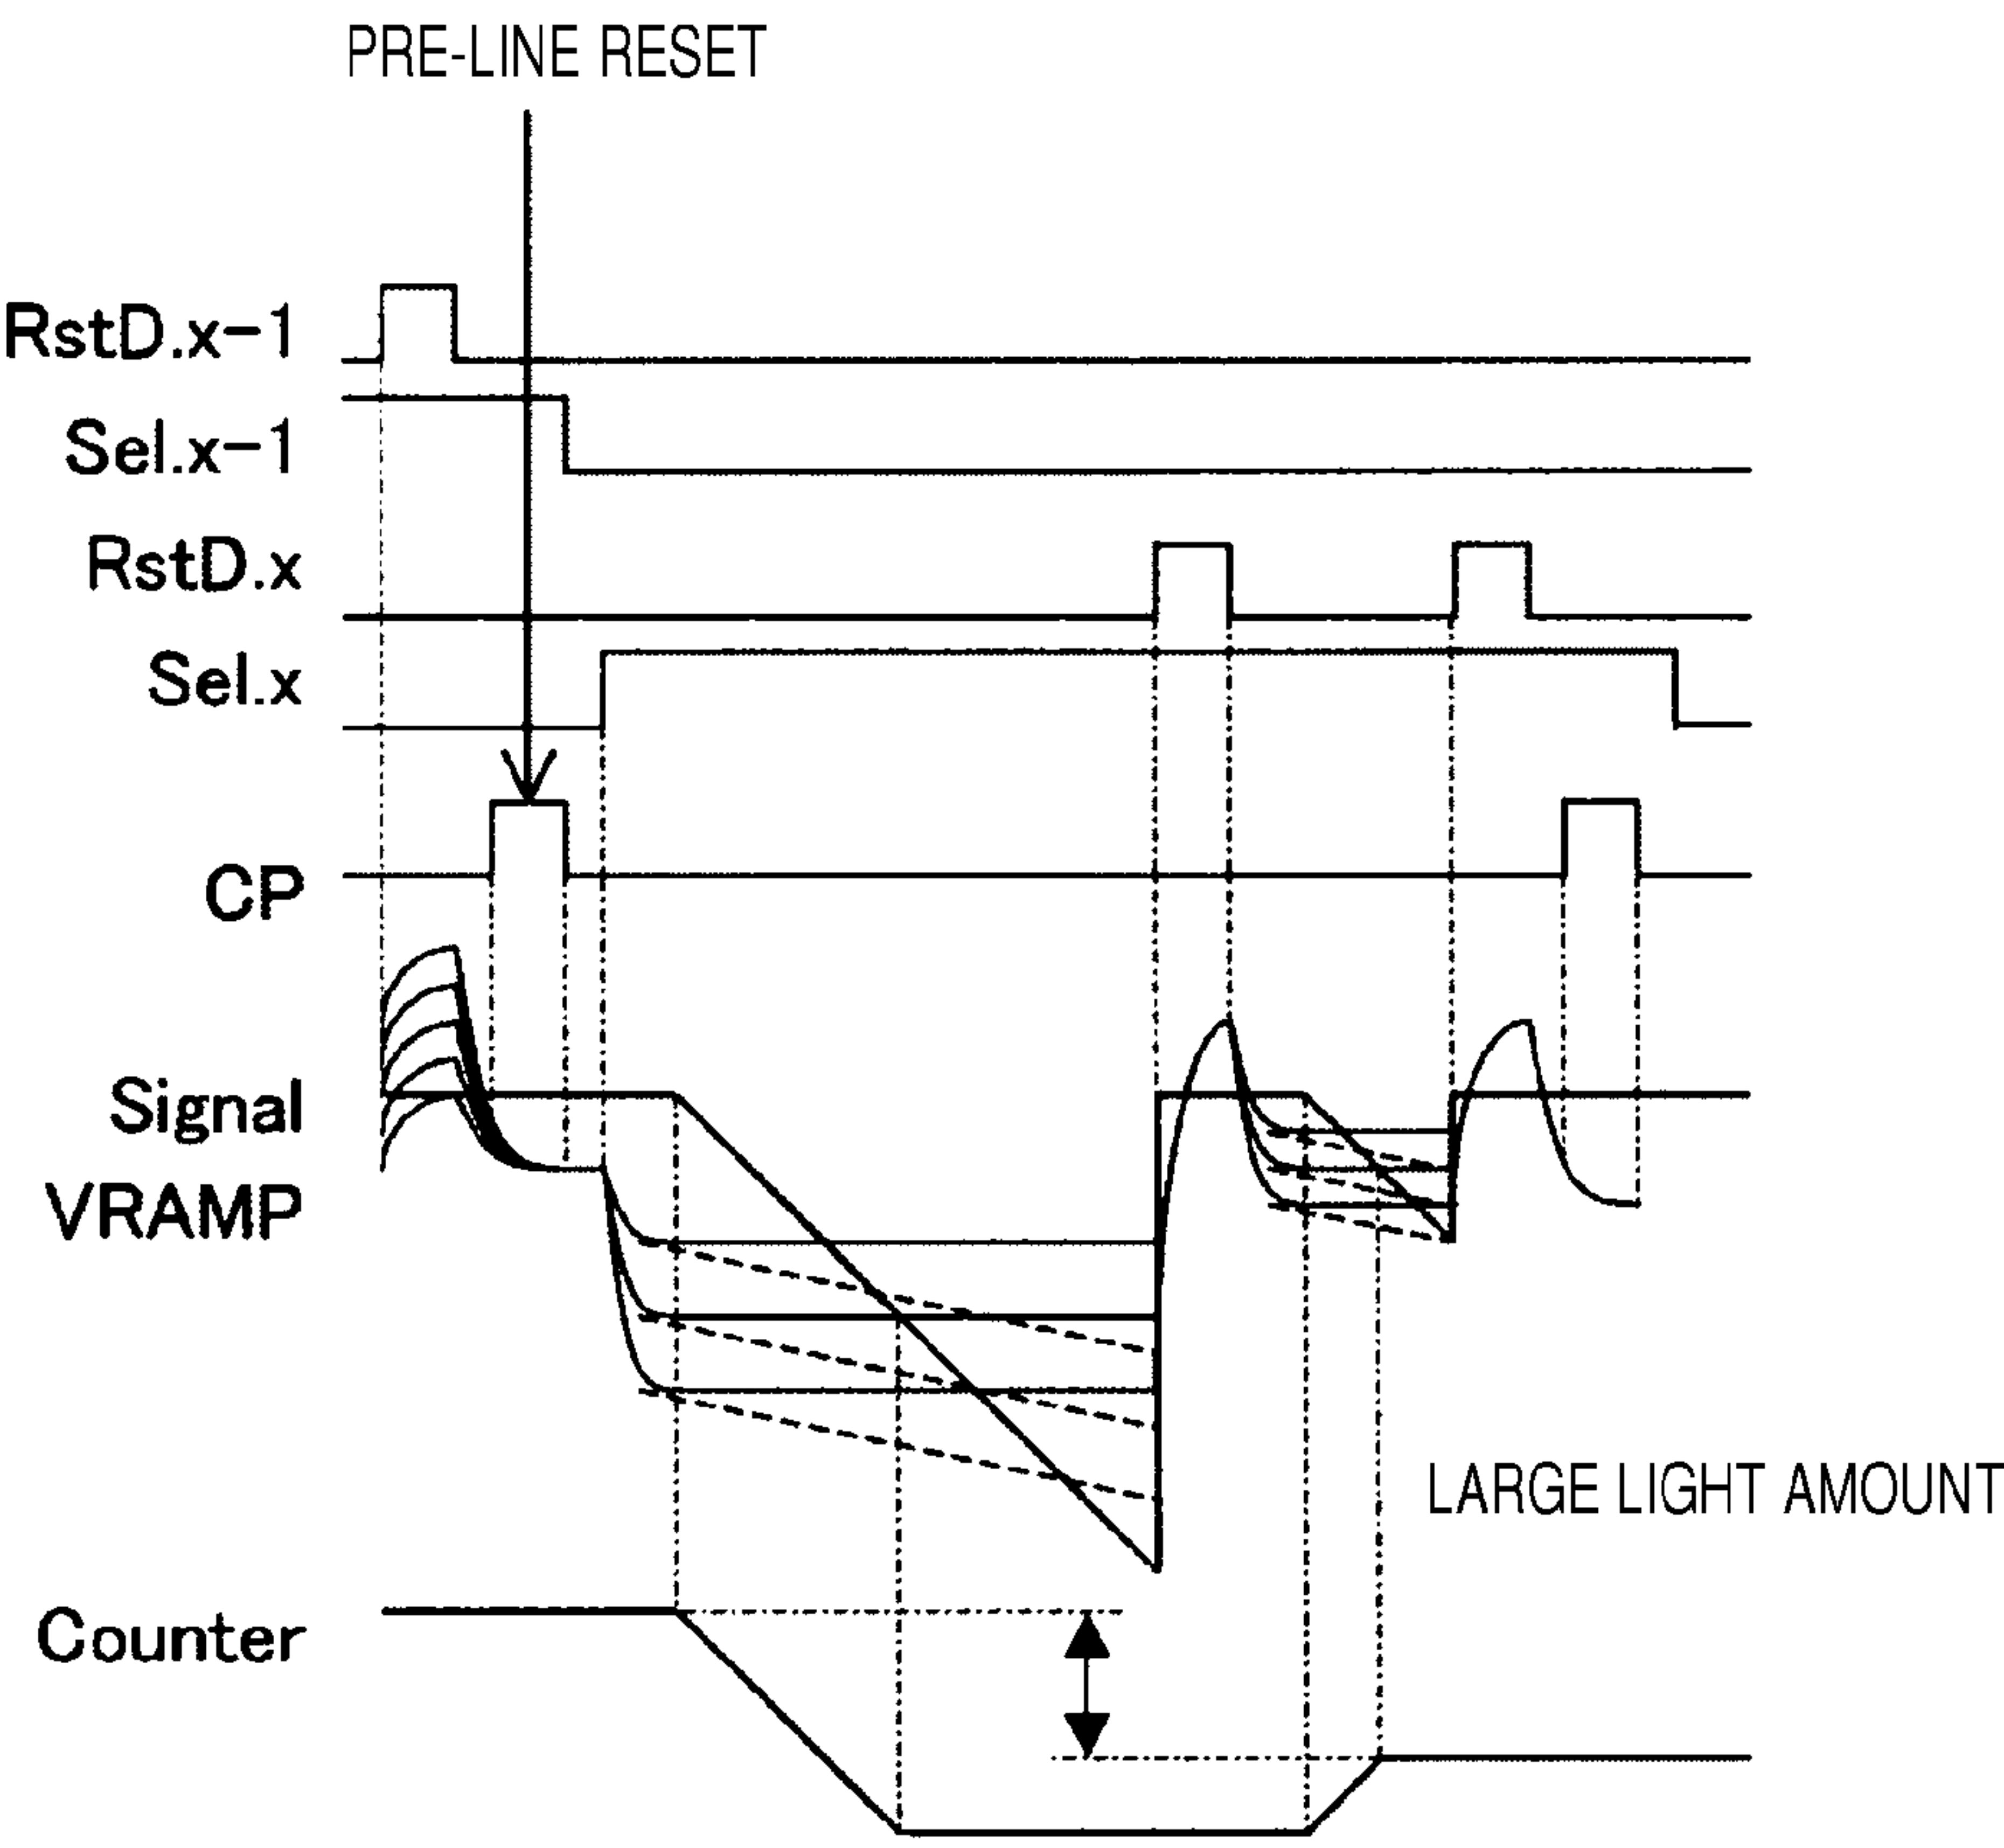 PRE-LINE RESET
RstD.x-1
Sel.x-1
RstD.x
Sel.x
CP
Signal
VRAMP
LARGE LIGHT AMOUNT
Counter